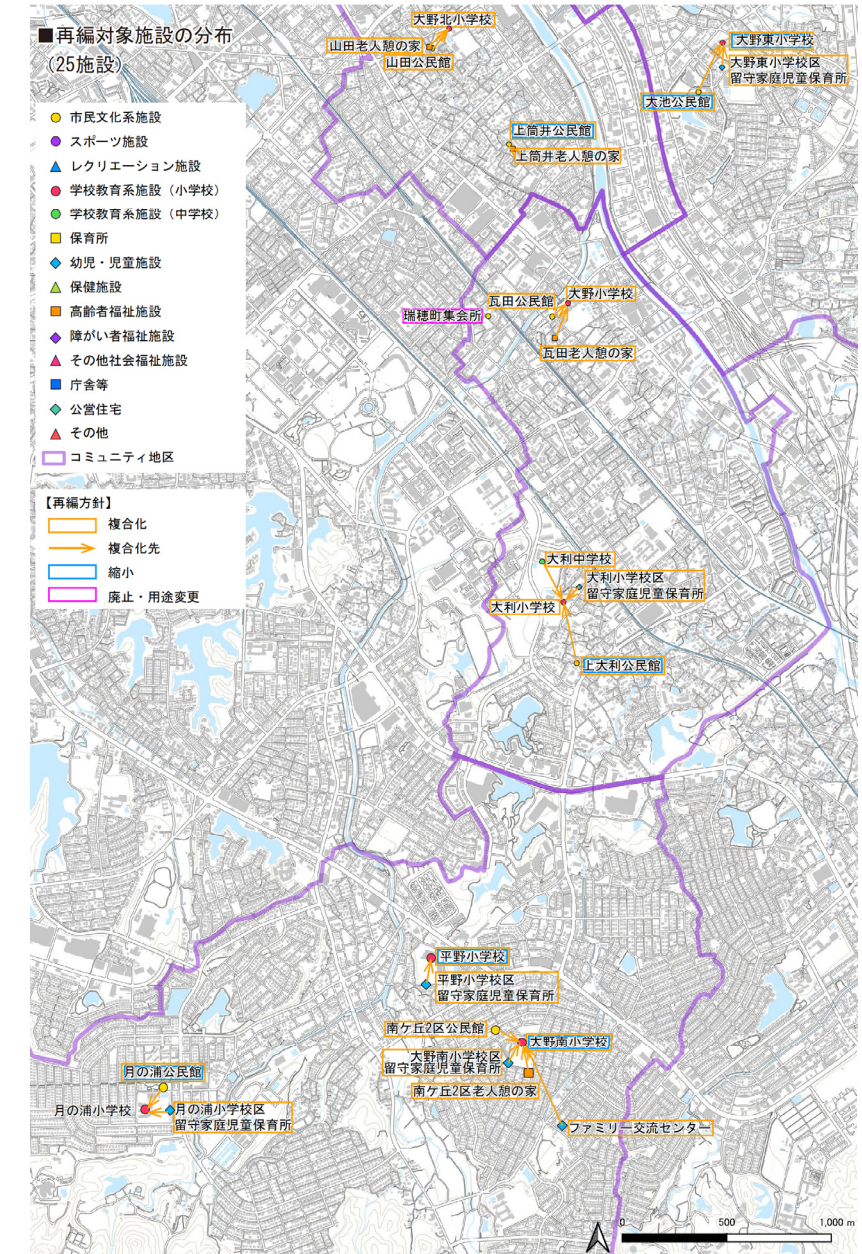 ■再編対象施設の分布
(25施設)
市民文化系施設
スポーツ施設
レクリエーション施設
学校教育系施設(小学校)
学校教育系施設(中学校)
保育所
幼児・児童施設
保健施設
高齢者福祉施設
障がい者福祉施設
その他社会福祉施設
庁舎等
公営住宅
その他
コミュニティ地区
【再編方針】
複合化
複合化先
縮小
廃止・用途変更
大野北小学校
山田老人憩の家
山田公民館
大野東小学校
大野東小学校区
留守家庭児童保育所
大池公民館
上筒井公民館
上筒井老人憩の家
瓦田公民館
大野小学校
瑞穂町集会所
瓦田老人憩の家
大利中学校
大利小学校区
留守家庭児童保育所
大利小学校
上大利公民館
平野小学校
平野小学校区
留守家庭児童保育所
南ケ丘2区公民館
大野南小学校
大野南小学校区
留守家庭児童保育所
南ケ丘2区老人憩の家
月の浦公民館
月の浦小学校
月の浦小学校区
留守家庭児童保育所
ファミリー交流センター
0 500 1,000 m